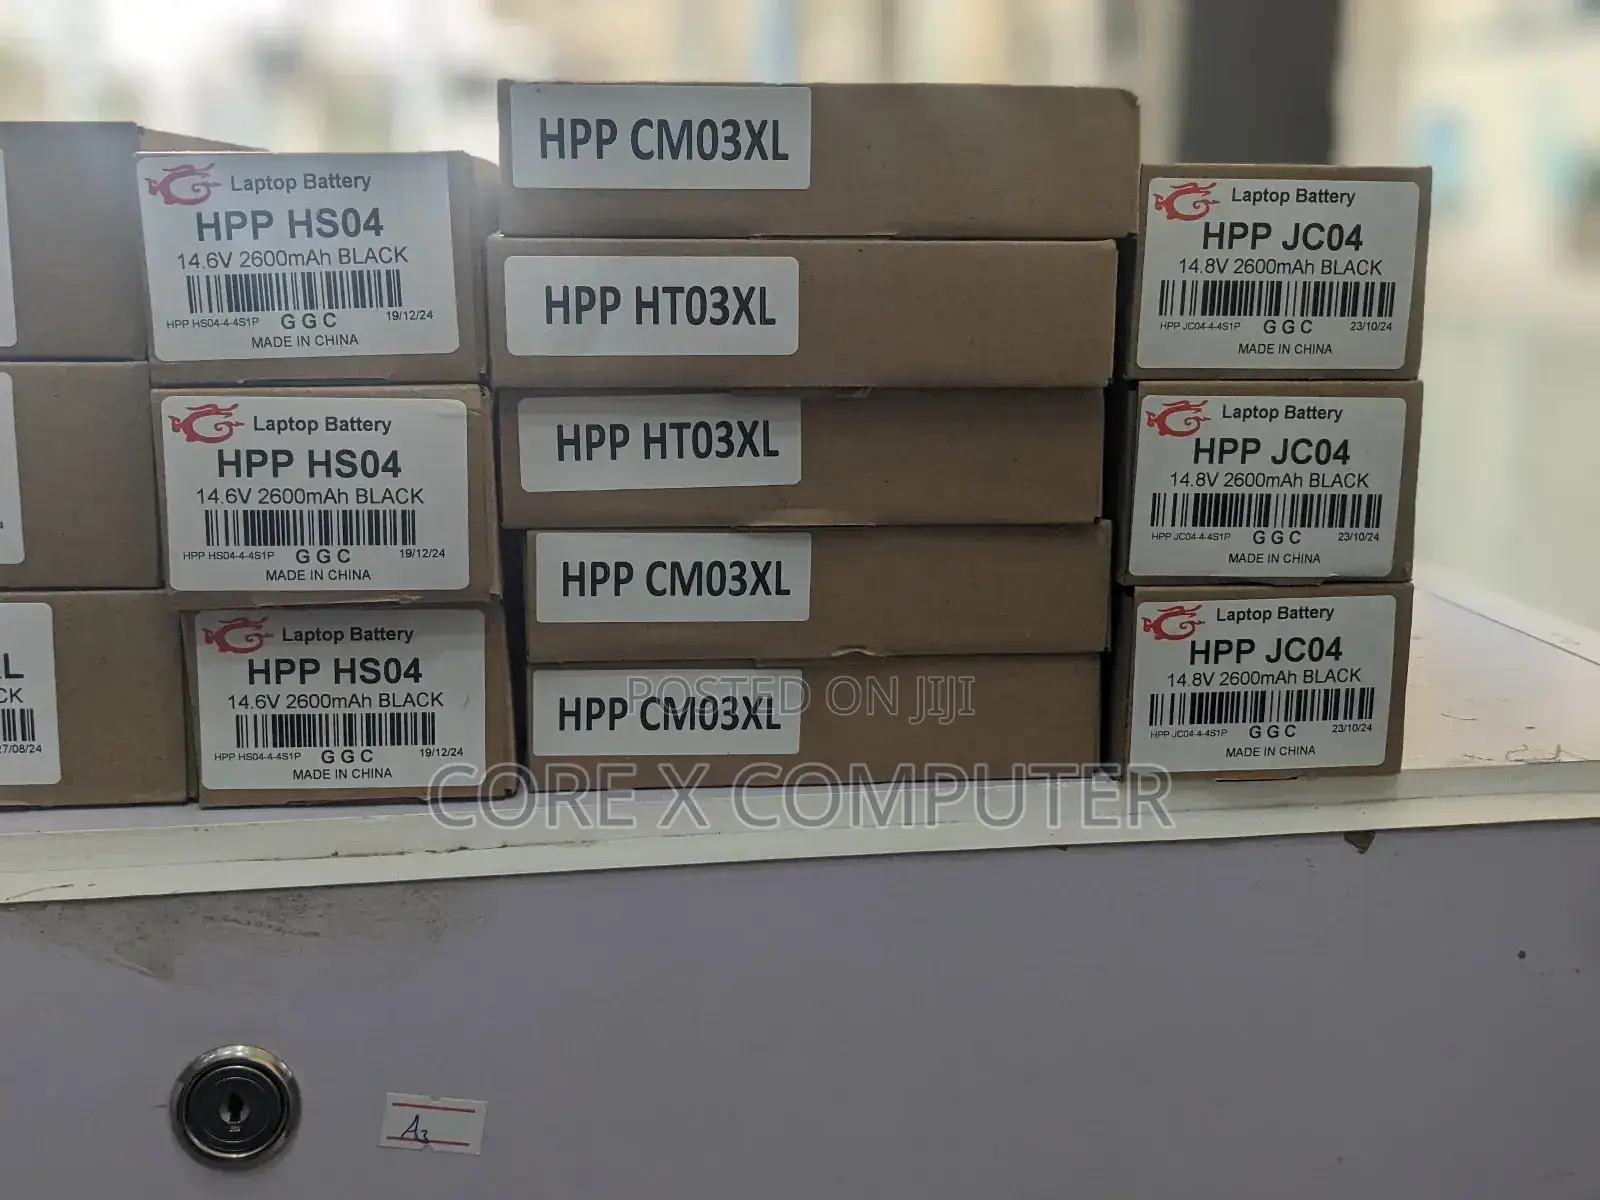 Laptop Battery
HPP HS04
14.6V 2600mAh BLACK
HPP HS04-4-4S1P GGC 19/12/24
MADE IN CHINA
Laptop Battery
HPP HS04
14.6V 2600mAh BLACK
HPP HS04-4-4S1P GGC 19/12/24
MADE IN CHINA
L
CK
7/08/24
Laptop Battery
HPP HS04
14.6V 2600mAh BLACK
HPP HS04-4-4S1P GGC 19/12/24
MADE IN CHINA
HPP CM03XL
HPP HT03XL
HPP HT03XL
HPP CM03XL
HPP CM03XL
Laptop Battery
HPP JC04
14.8V 2600mAh BLACK
HPP JC04-4-4S1P GGC 23/10/24
MADE IN CHINA
Laptop Battery
HPP JC04
14.8V 2600mAh BLACK
HPP JC04-4-4S1P GGC 23/10/24
MADE IN CHINA
Laptop Battery
HPP JC04
14.8V 2600mAh BLACK
HPP JC04-4-4S1P GGC 23/10/24
MADE IN CHINA
POSTED ON JIJI
CORE X COMPUTER
A3